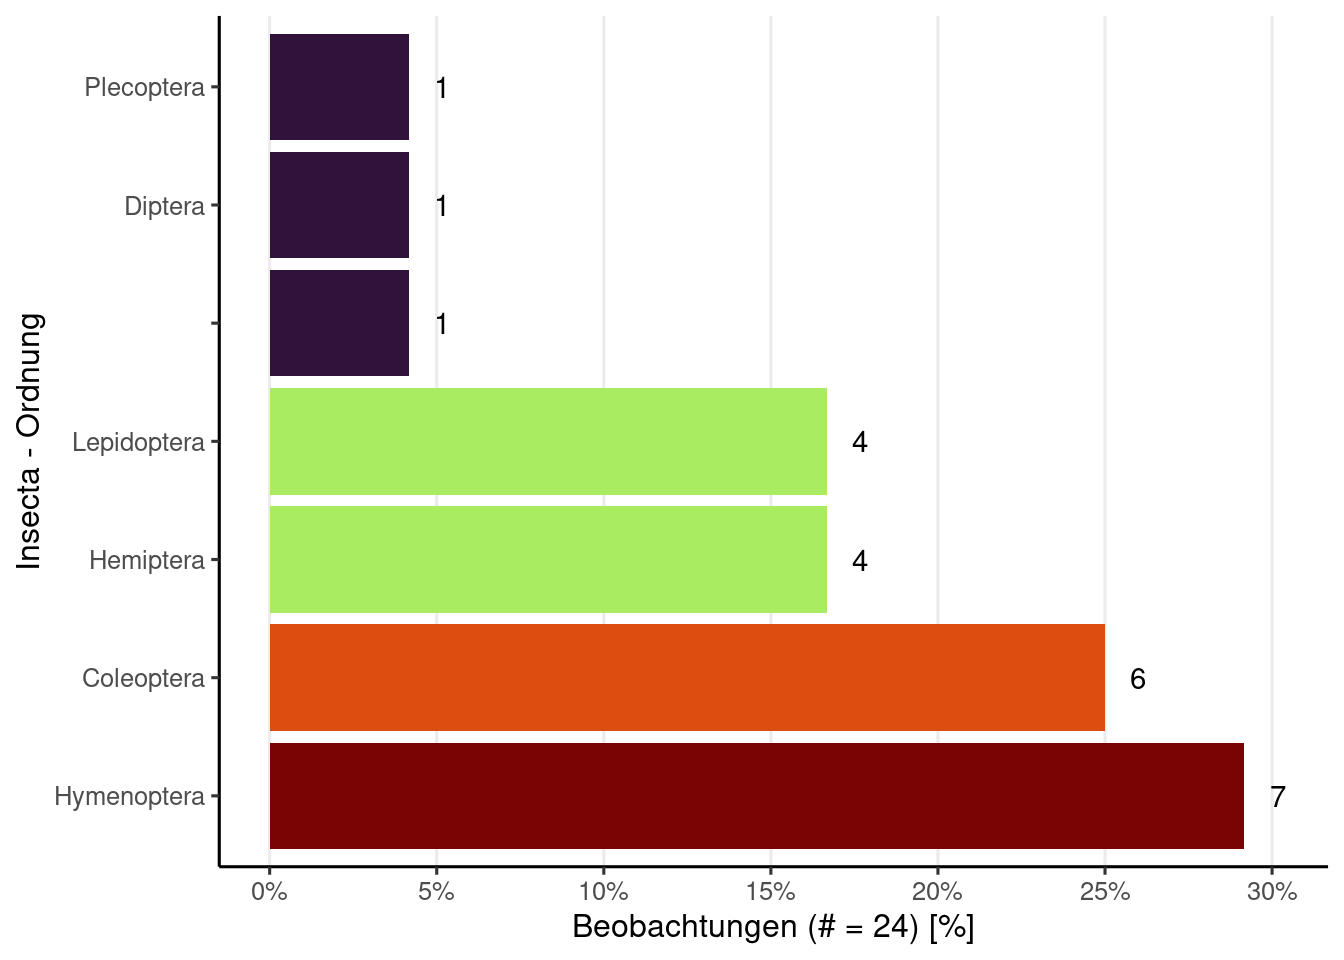 Plecoptera
1
Diptera
1
1
Lepidoptera
4
Hemiptera
4
Coleoptera
6
Hymenoptera
7
Insecta - Ordnung
0% 5% 10% 15% 20% 25% 30%
Beobachtungen (# = 24) [%]